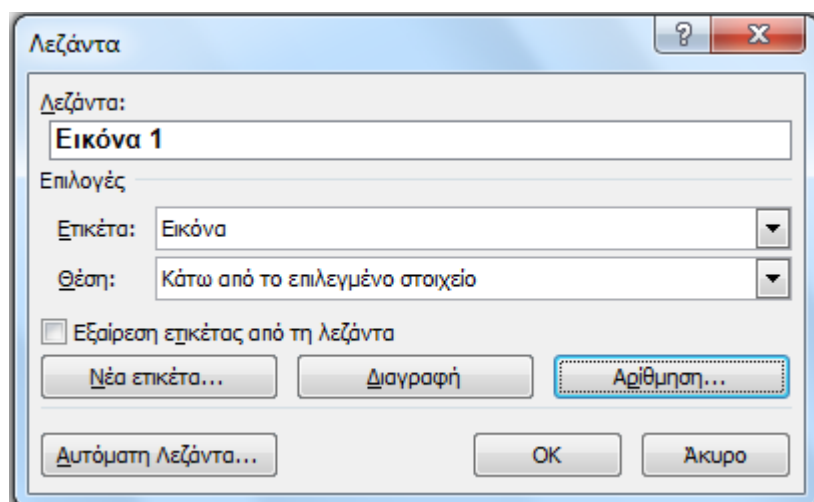 Λεζάντα
Λεζάντα:
Εικόνα 1
Επιλογές
Ετικέτα: Εικόνα
Θέση: Κάτω από το επιλεγμένο στοιχείο
Εξαίρεση ετικέτας από τη λεζάντα
Νέα ετικέτα... Διαγραφή Αρίθμηση...
Αυτόματη Λεζάντα... OK Άκυρο